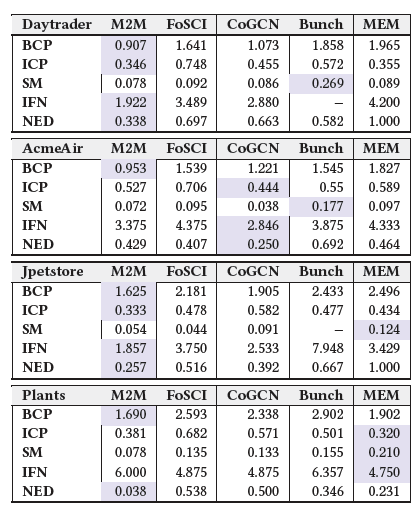 Daytrader M2M FoSCI CoGCN Bunch MEM
BCP 0.907 1.641 1.073 1.858 1.965
ICP 0.346 0.748 0.455 0.572 0.355
SM 0.078 0.092 0.086 0.269 0.089
IFN 1.922 3.489 2.880 – 4.200
NED 0.338 0.697 0.663 0.582 1.000
AcmeAir M2M FoSCI CoGCN Bunch MEM
BCP 0.953 1.539 1.221 1.545 1.827
ICP 0.527 0.706 0.444 0.55 0.589
SM 0.072 0.095 0.038 0.177 0.097
IFN 3.375 4.375 2.846 3.875 4.333
NED 0.429 0.407 0.250 0.692 0.464
Jpetstore M2M FoSCI CoGCN Bunch MEM
BCP 1.625 2.181 1.905 2.433 2.496
ICP 0.333 0.478 0.582 0.477 0.434
SM 0.054 0.044 0.091 – 0.124
IFN 1.857 3.750 2.533 7.948 3.429
NED 0.257 0.516 0.392 0.667 1.000
Plants M2M FoSCI CoGCN Bunch MEM
BCP 1.690 2.593 2.338 2.902 1.902
ICP 0.381 0.682 0.571 0.501 0.320
SM 0.078 0.135 0.133 0.155 0.210
IFN 6.000 4.875 4.875 6.357 4.750
NED 0.038 0.538 0.500 0.346 0.231